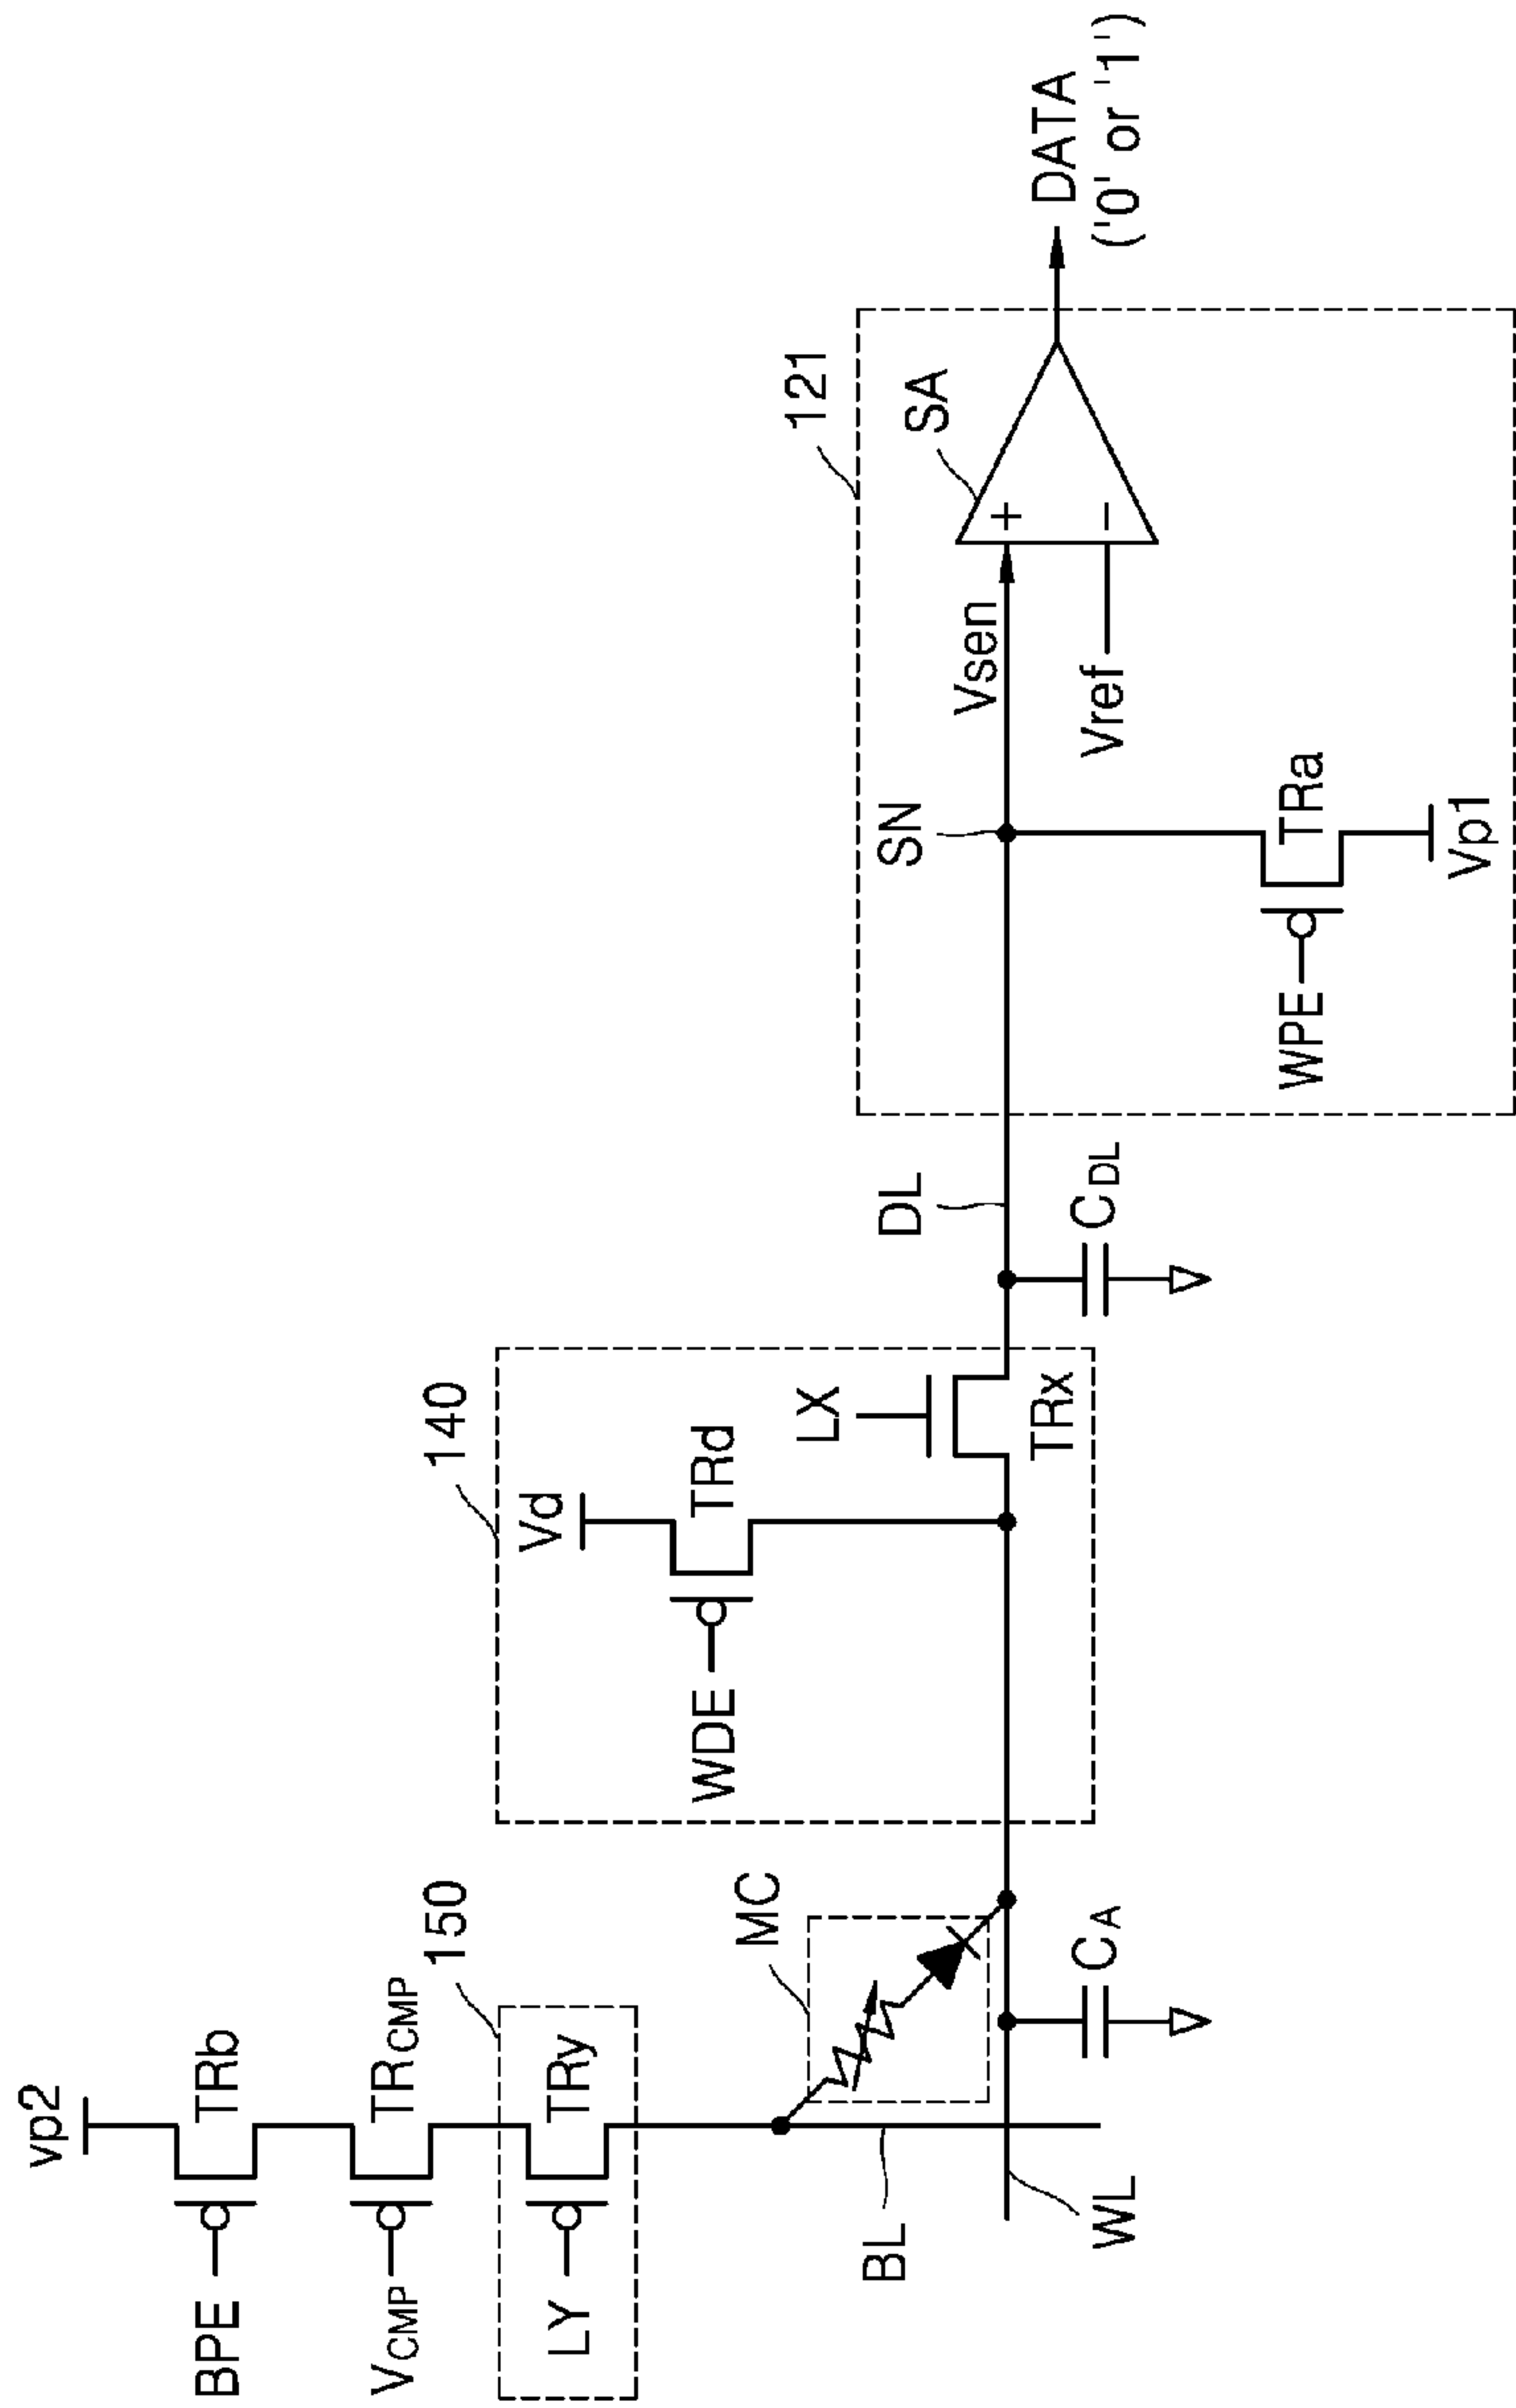 vp2
BPE
TRb
VCMP
TRCMP
150
LY
TRy
BL
WL
MC
CA
140
Vd
WDE
TRd
LX
TRx
DL
CDL
121
SN
Vsen
Vref
SA
WPE
TRa
Vp1
DATA
('0' or '1')